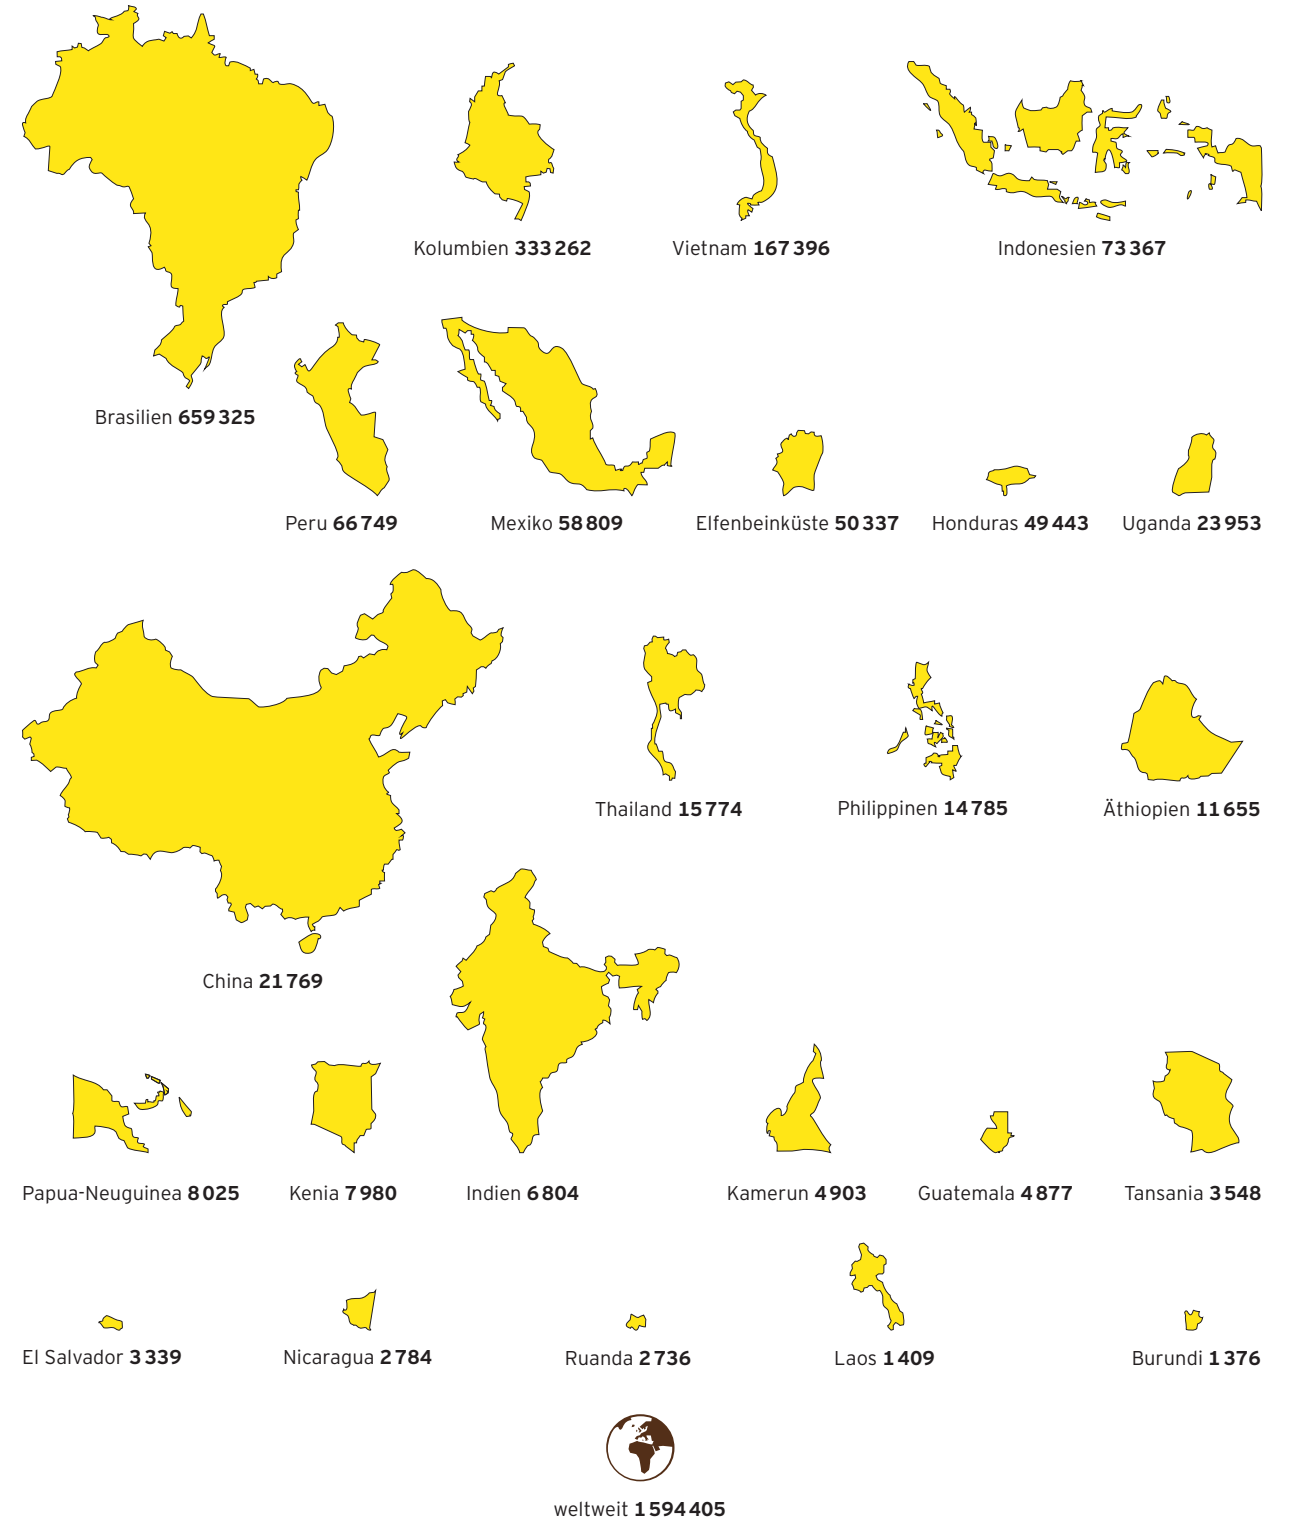 Kolumbien 333 262
Vietnam 167 396
Indonesien 73 367
Brasilien 659 325
Peru 66 749
Mexiko 58 809
Elfenbeinküste 50 337
Honduras 49 443
Uganda 23 953
Thailand 15 774
Philippinen 14 785
Äthiopien 11 655
China 21 769
Papua-Neuguinea 8 025
Kenia 7 980
Indien 6 804
Kamerun 4 903
Guatemala 4 877
Tansania 3 548
El Salvador 3 339
Nicaragua 2 784
Ruanda 2 736
Laos 1 409
Burundi 1 376
weltweit 1 594 405